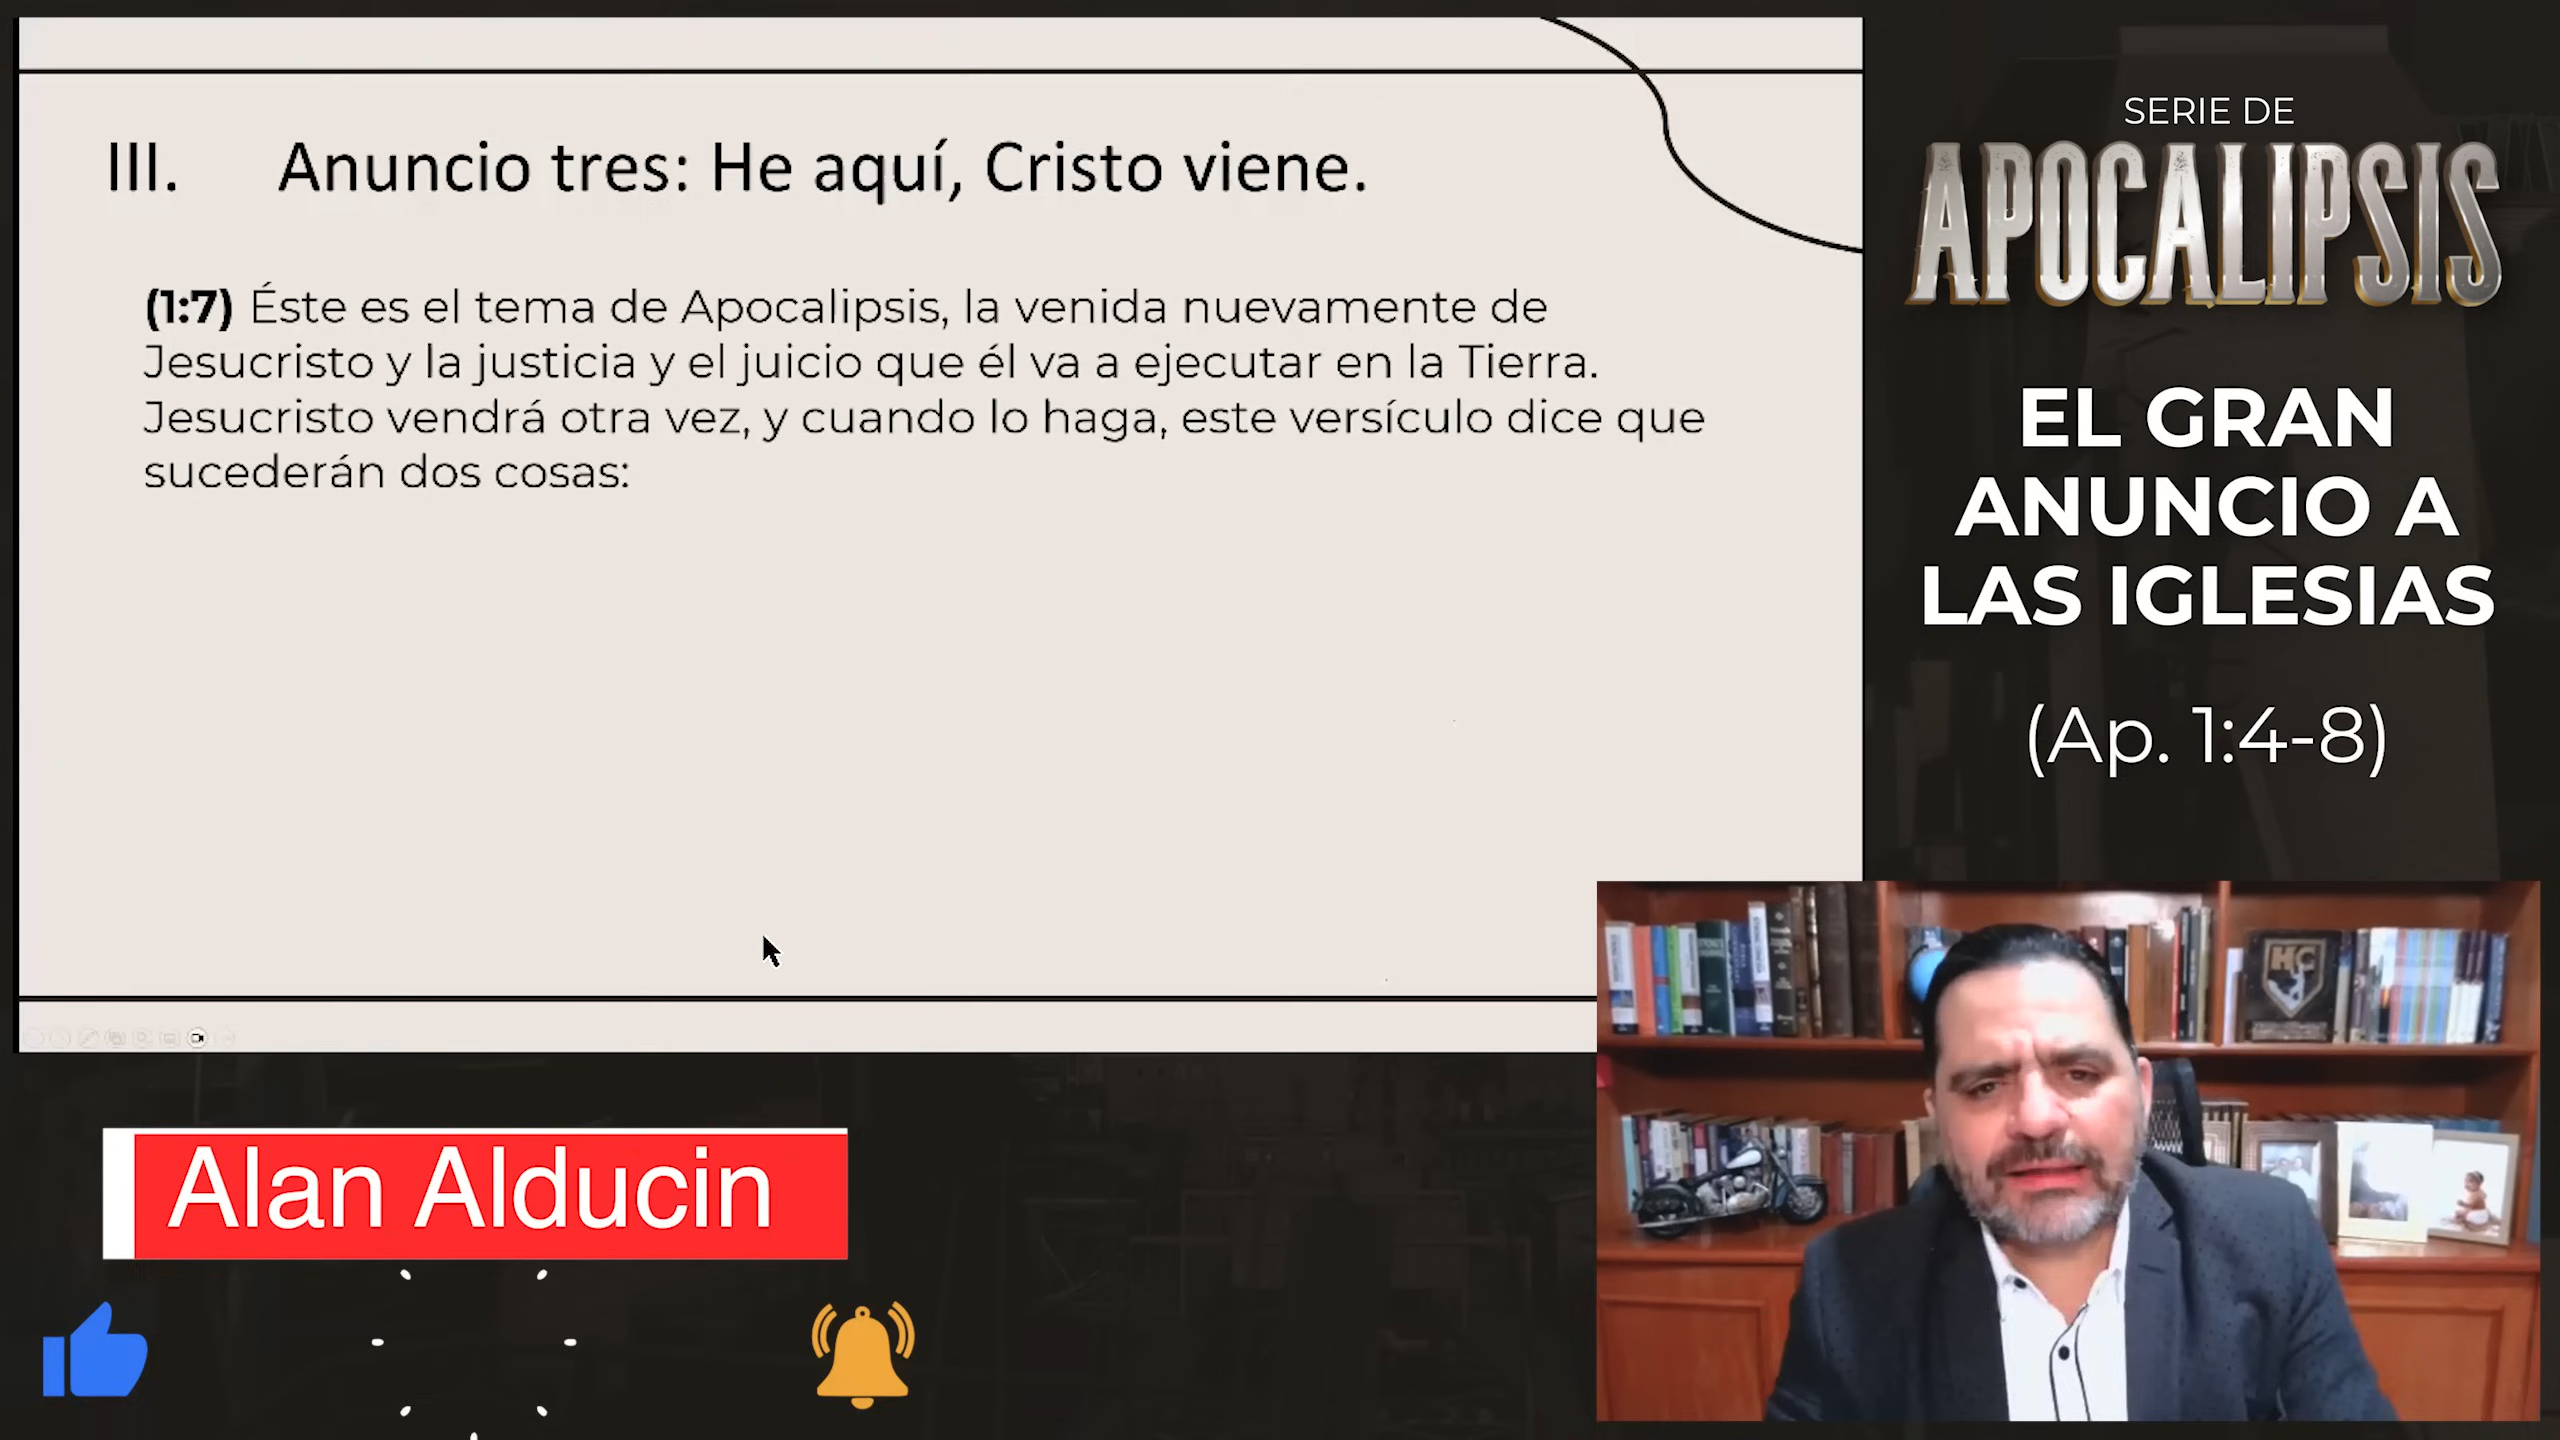 III. Anuncio tres: He aquí, Cristo viene.
(1:7) Éste es el tema de Apocalipsis, la venida nuevamente de
Jesucristo y la justicia y el juicio que él va a ejecutar en la Tierra.
Jesucristo vendrá otra vez, y cuando lo haga, este versículo dice que
sucederán dos cosas:
SERIE DE
APOCALIPSIS
EL GRAN
ANUNCIO A
LAS IGLESIAS
(Ap. 1:4-8)
HC
Alan Alducin